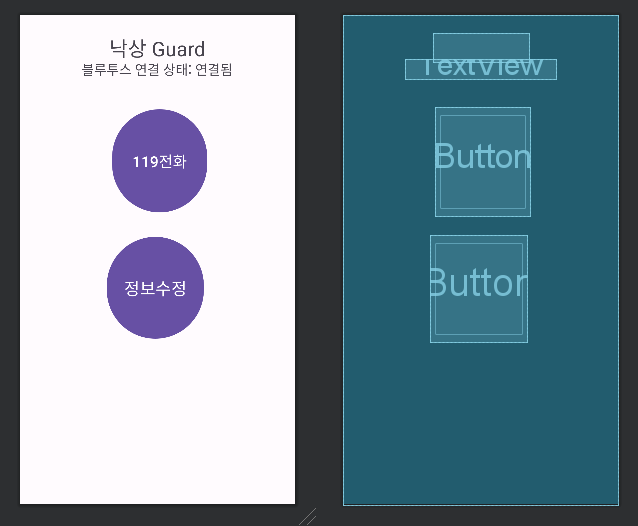 낙상 Guard
블루투스 연결 상태: 연결됨
119전화
정보수정
TextView
Button
Button